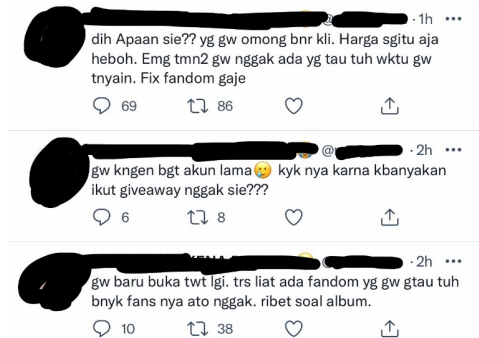 @ · 1h
dih Apaan sie?? yg gw omong bnr kli. Harga sgitu aja
heboh. Emg tmn2 gw nggak ada yg tau tuh wktu gw
tnyain. Fix fandom gaje
69 86
@ · 2h
gw kngen bgt akun lama🥲 kyk nya karna kbanyakan
ikut giveaway nggak sie???
6 8
· 2h
gw baru buka twt lgi. trs liat ada fandom yg gw gtau tuh
bnyk fans nya ato nggak. ribet soal album.
10 38